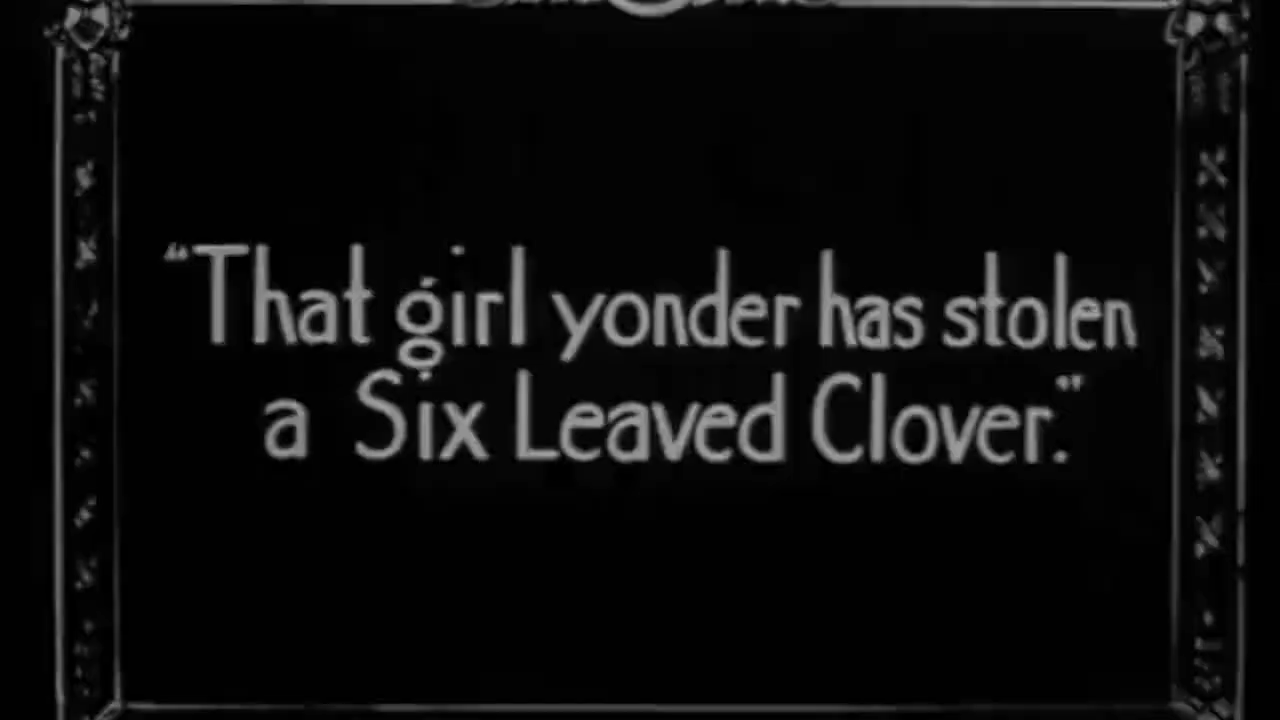 “That girl yonder has stolen
a Six Leaved Clover.”